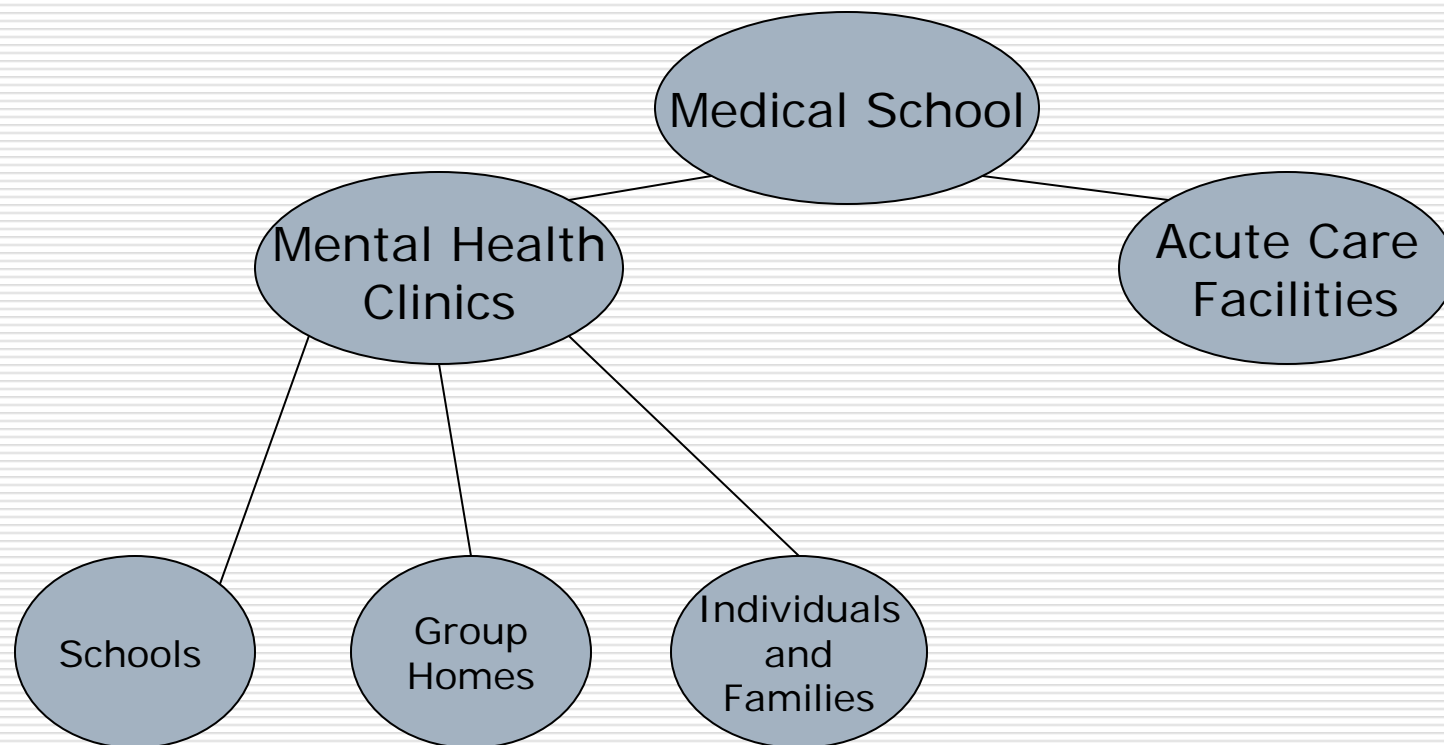 Medical School
Mental Health
Clinics
Acute Care
Facilities
Schools
Group
Homes
Individuals
and
Families